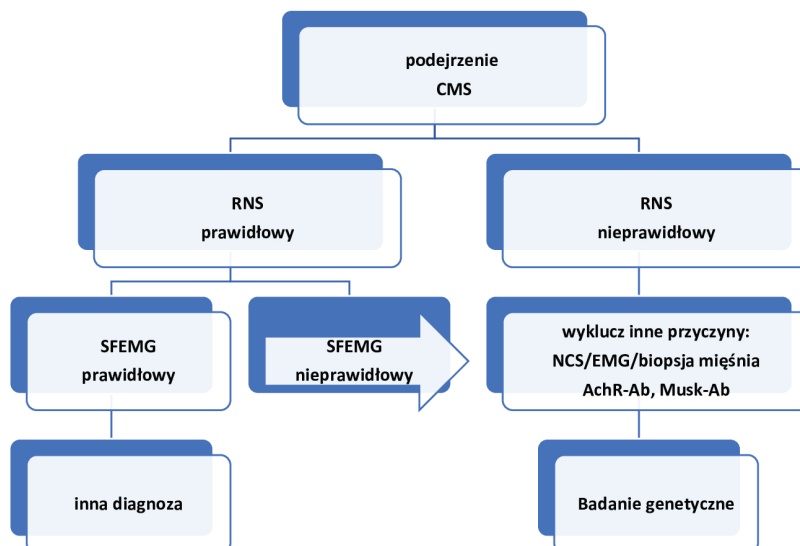 podejrzenie
CMS
RNS
prawidłowy
RNS
nieprawidłowy
SFEMG
prawidłowy
SFEMG
nieprawidłowy
wyklucz inne przyczyny:
NCS/EMG/biopsja mięśnia
AchR-Ab, Musk-Ab
inna diagnoza
Badanie genetyczne